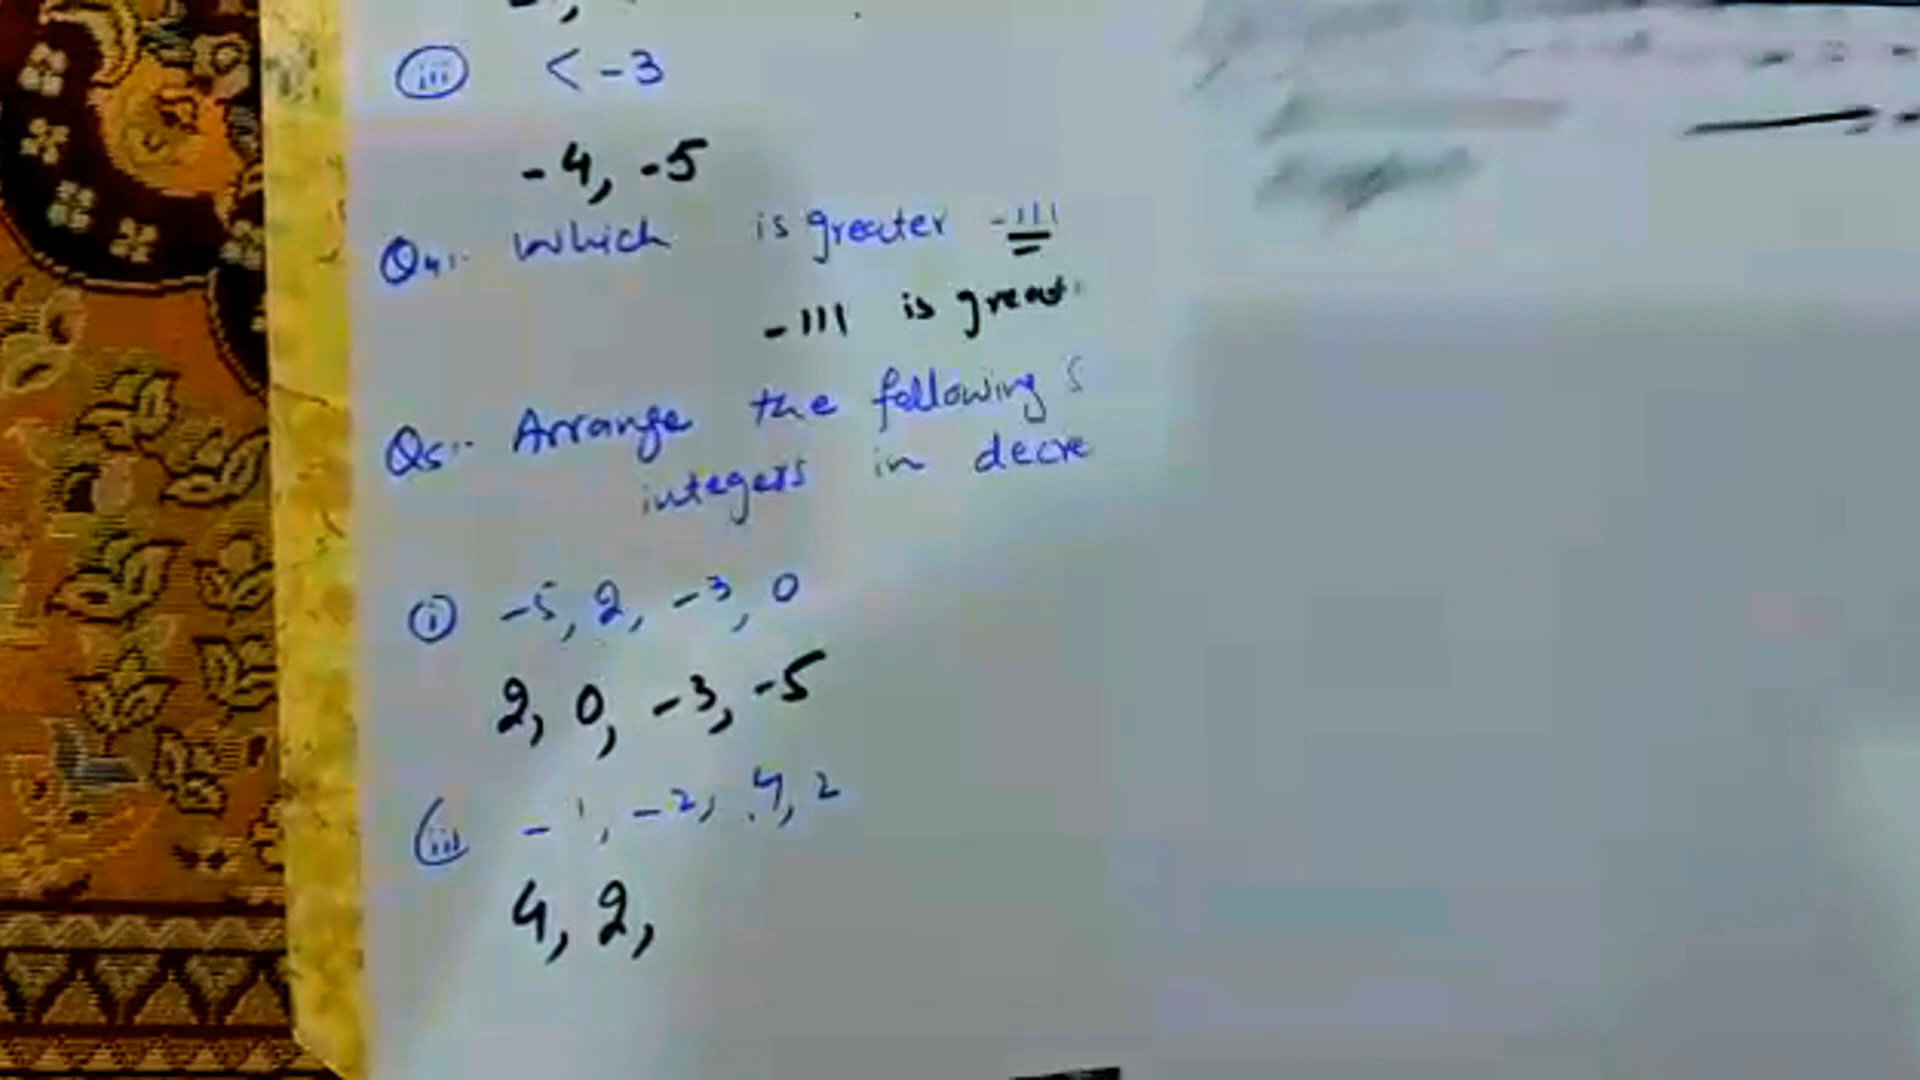 (iii) < -3
-4, -5
Q4:- Which is greater -111
-111 is great
Q5:- Arrange the following s
integers in decre
(i) -5, 2, -3, 0
2, 0, -3, -5
(ii) -1, -2, 4, 2
4, 2,